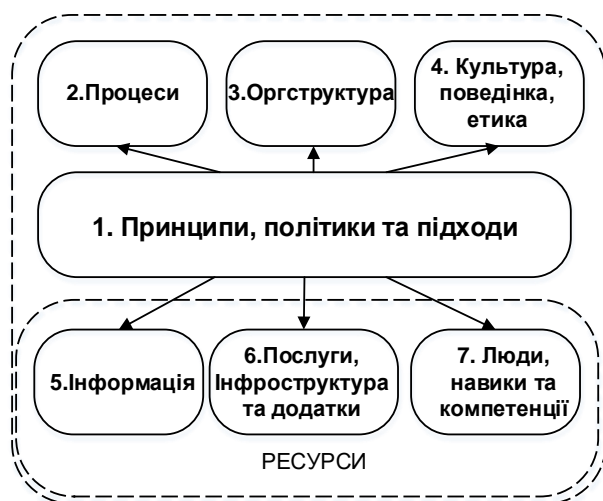 2.Процеси
3.Оргструктура
4. Культура,
поведінка,
етика
1. Принципи, політики та підходи
5.Інформація
6.Послуги,
Інфроструктура
та додатки
7. Люди,
навики та
компетенції
РЕСУРСИ